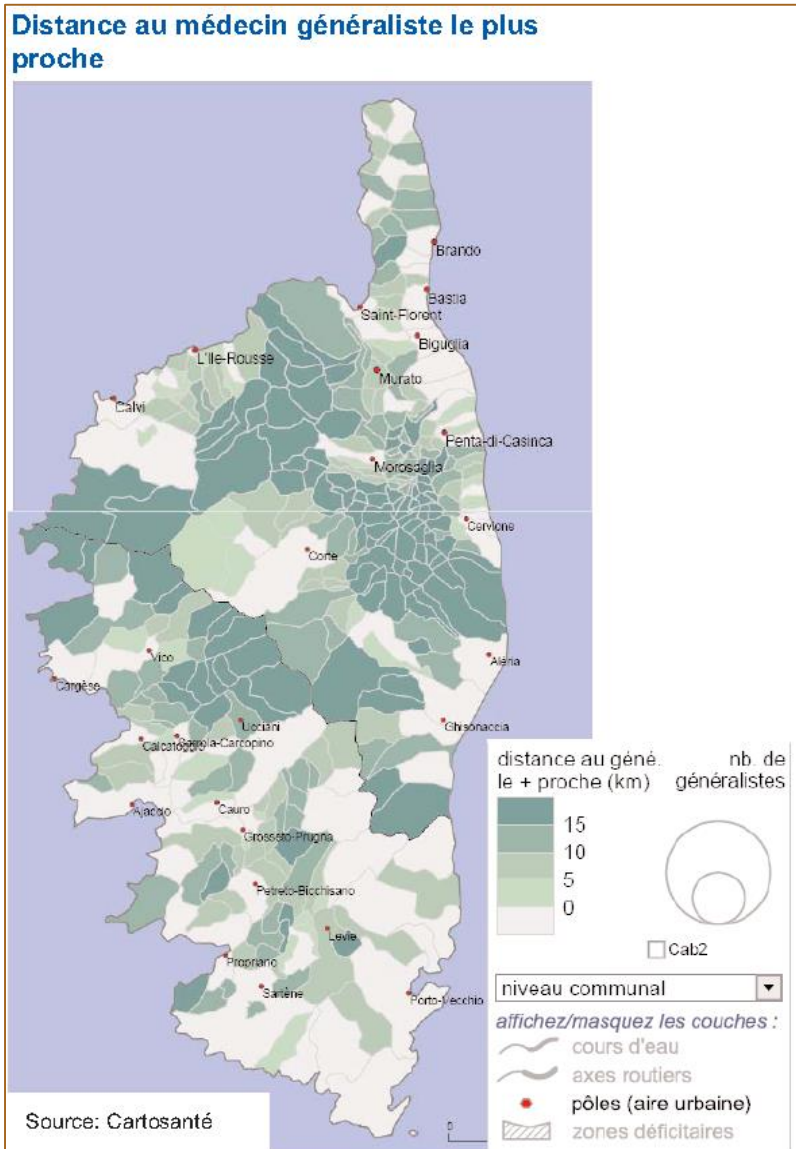 Distance au médecin généraliste le plus
proche
Brando
Bastia
Saint-Florent
Biguglia
L'Ile-Rousse
Murato
Calvi
Penta-di-Casinca
Morosaglia
Cervione
Corte
Vico
Aléria
Cargèse
Ucciani
Ghisonaccia
Calcatoggio
Sarrola-Carcopino
Ajaccio
Cauro
Grosseto-Prugna
Petreto-Bicchisano
Levie
Propriano
Sartène
Porto-Vecchio
distance au géné.
le + proche (km)
15
10
5
0
nb. de
généralistes
Cab2
niveau communal
affichez/masquez les couches :
cours d'eau
axes routiers
pôles (aire urbaine)
zones déficitaires
0
Source: Cartosanté